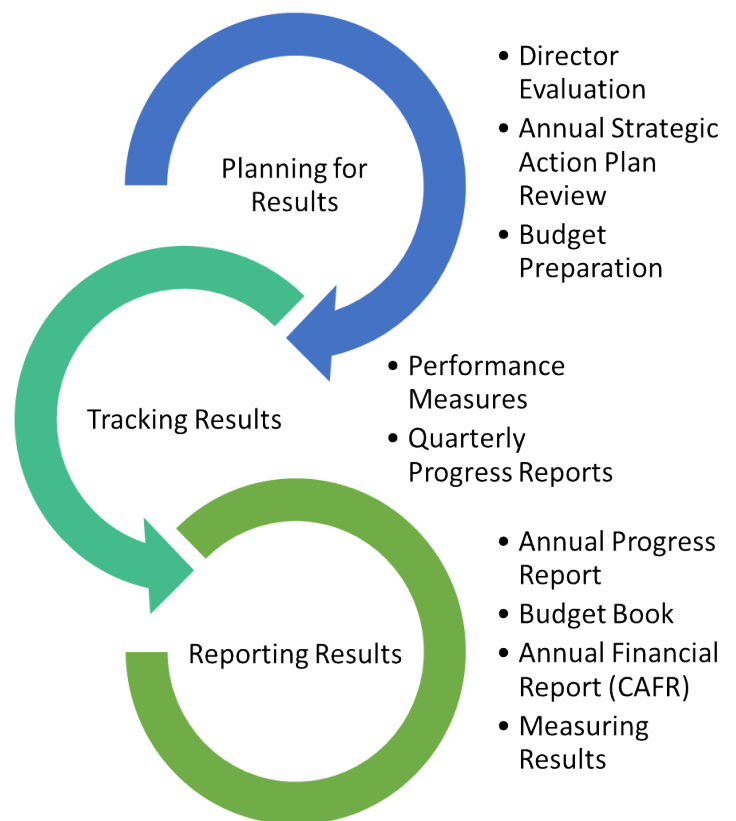 Planning for
Results
• Director
Evaluation
• Annual Strategic
Action Plan
Review
• Budget
Preparation
Tracking Results
• Performance
Measures
• Quarterly
Progress Reports
Reporting Results
• Annual Progress
Report
• Budget Book
• Annual Financial
Report (CAFR)
• Measuring
Results